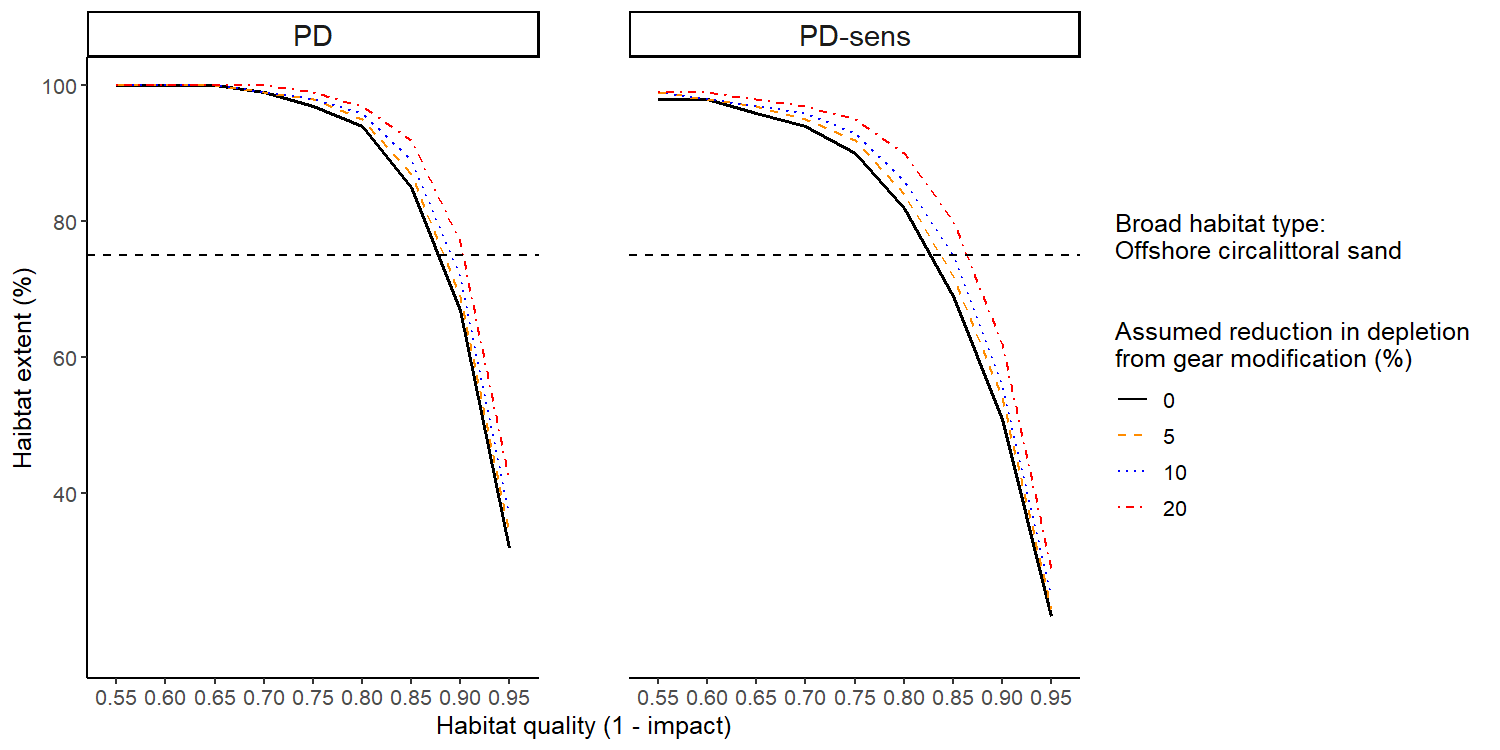 PD
PD-sens
100
80
60
40
Haibtat extent (%)
0.55 0.60 0.65 0.70 0.75 0.80 0.85 0.90 0.95
0.55 0.60 0.65 0.70 0.75 0.80 0.85 0.90 0.95
Habitat quality (1 - impact)
Broad habitat type:
Offshore circalittoral sand
Assumed reduction in depletion
from gear modification (%)
0
5
10
20